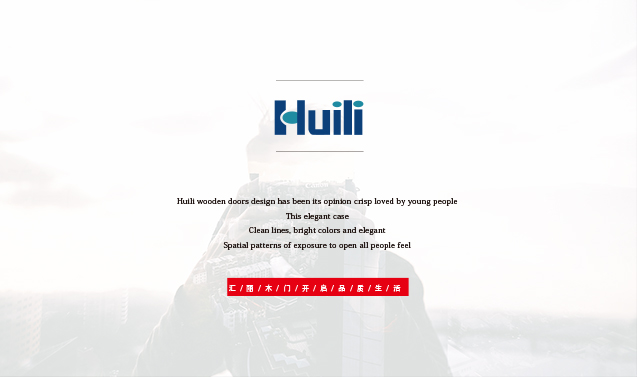 Huili
Huili wooden doors design has been its opinion crisp loved by young people
This elegant case
Clean lines, bright colors and elegant
Spatial patterns of exposure to open all people feel
汇/丽/木/门/开/启/品/质/生/活